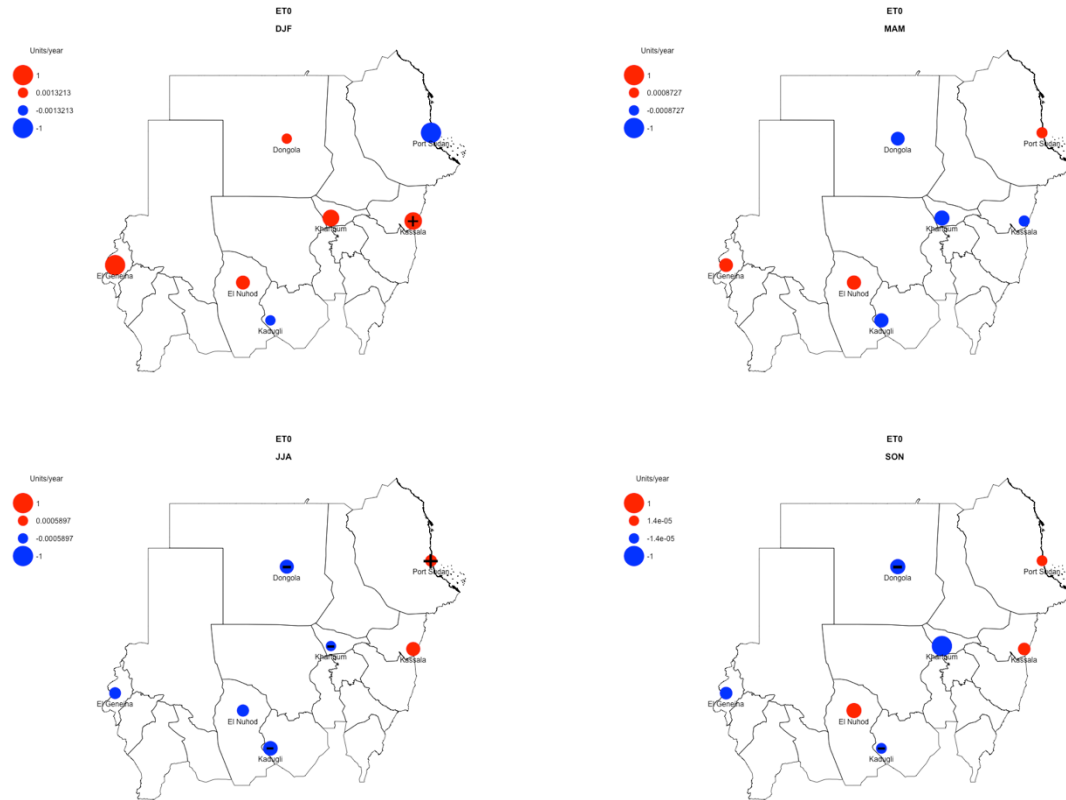 ET0
DJF
Units/year
1
0.0013213
-0.0013213
-1
Dongola
Port Sudan
Khartoum
Kassala
El Geneina
El Nuhod
Kadugli
ET0
MAM
Units/year
1
0.0008727
-0.0008727
-1
Dongola
Port Sudan
Khartoum
Kassala
El Geneina
El Nuhod
Kadugli
ET0
JJA
Units/year
1
0.0005897
-0.0005897
-1
Dongola
Port Sudan
Khartoum
Kassala
El Geneina
El Nuhod
Kadugli
ET0
SON
Units/year
1
1.4e-05
-1.4e-05
-1
Dongola
Port Sudan
Khartoum
Kassala
El Geneina
El Nuhod
Kadugli